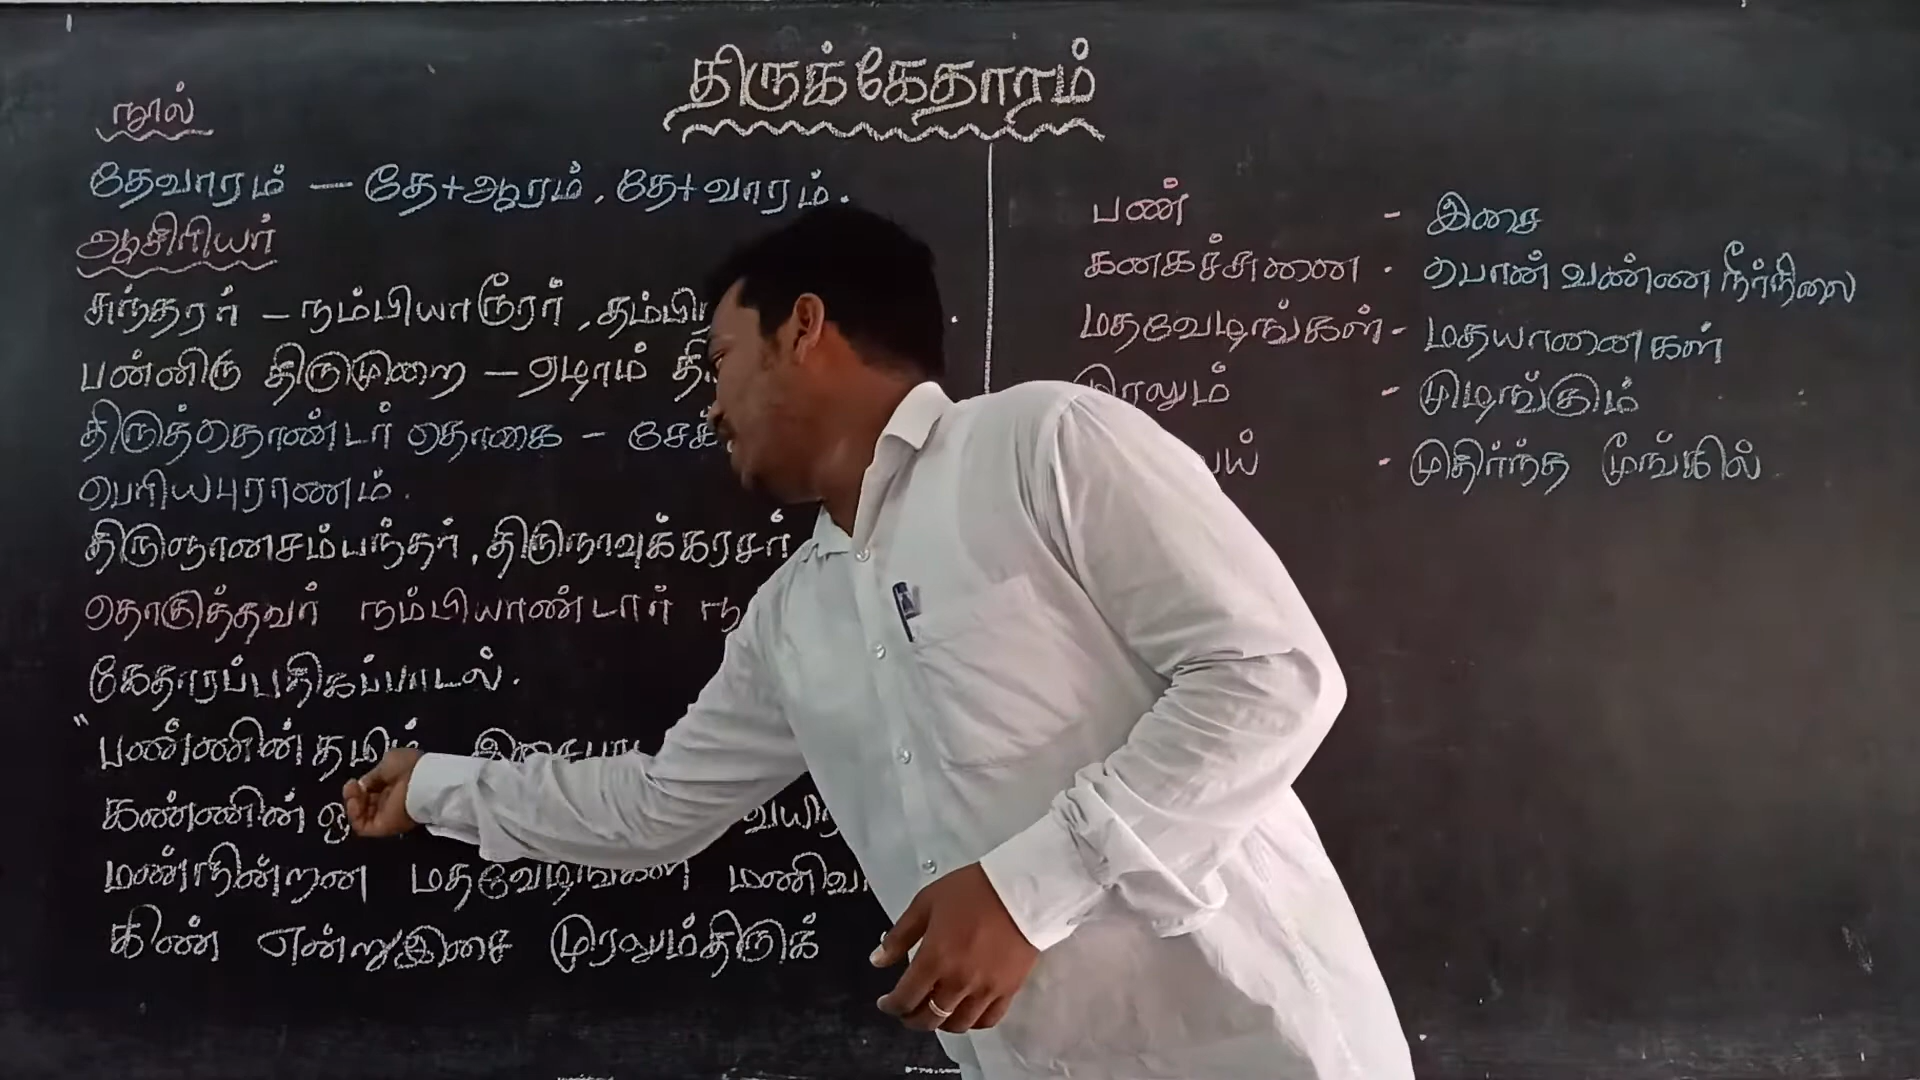 திருக்கேதாரம்
நூல்
தேவாரம் — தே+ஆரம், தே+வாரம்.
ஆசிரியர்
சுந்தரர் – நம்பியாரூரர், தம்பி
பன்னிரு திருமுறை – ஏழாம்
திருத்தொண்டர் தொகை –
பெரியபுராணம்.
திருஞானசம்பந்தர், திருநாவுக்கரசர்
தொகுத்தவர் நம்பியாண்டார்
கேதாரப்பதிகப்பாடல்.
"பண்ணின் தமிழ்
கண்ணின்
மண்நின்றன மதவேழங்கள்
கிண் என்றுஇசை முரலும்திருக்
பண் - இசை
கனகச்சுனை - பொன் வண்ண நீர்நிலை
மதவேழங்கள் - மதயானைகள்
முரலும் - முழங்கும்
- முதிர்ந்த மூங்கில்